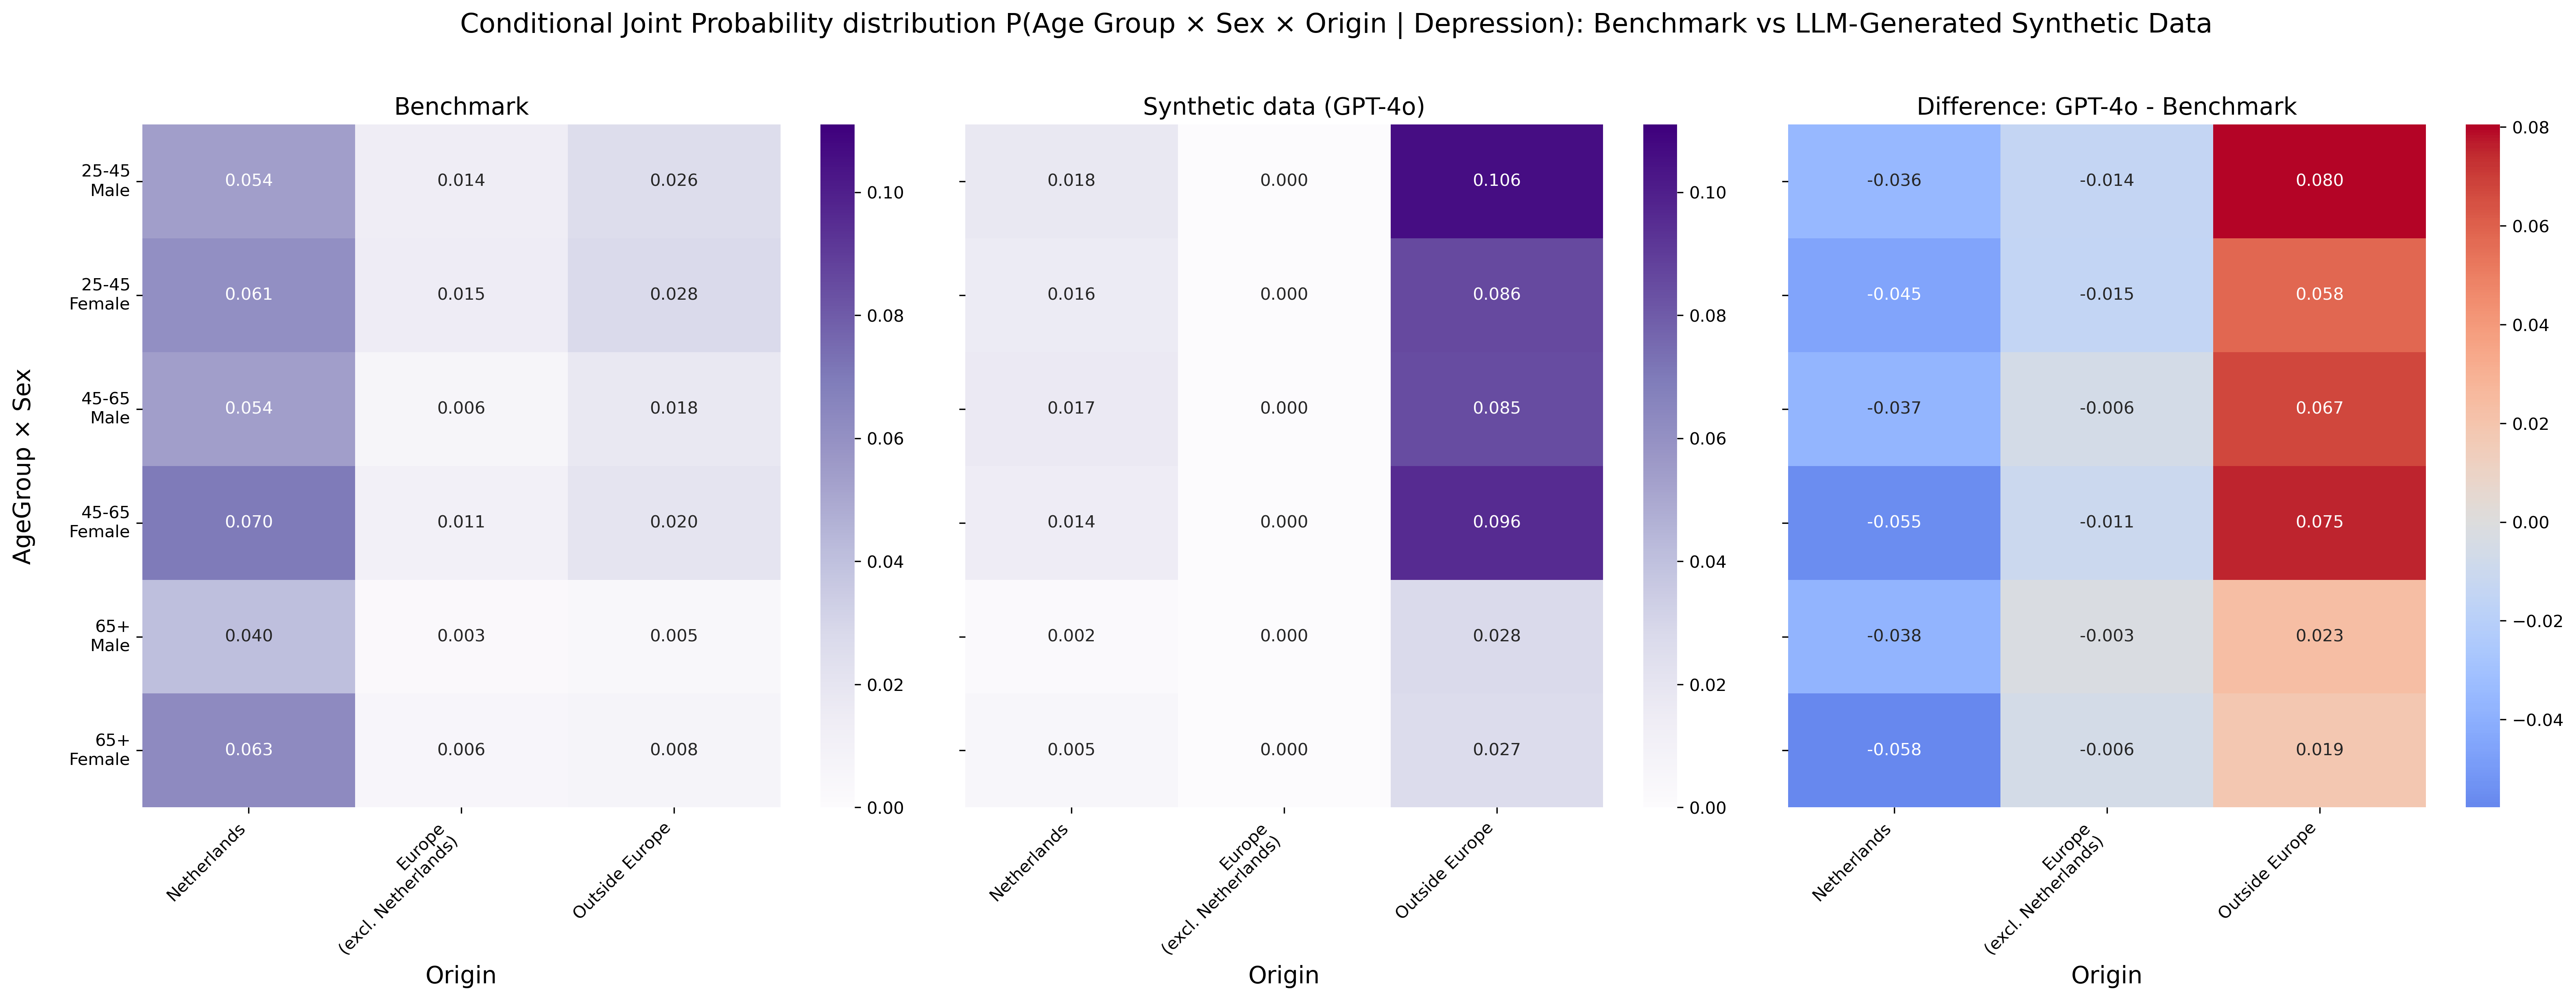 Conditional Joint Probability distribution P(Age Group × Sex × Origin | Depression): Benchmark vs LLM-Generated Synthetic Data
Benchmark
AgeGroup × Sex
25-45
Male
0.054 0.014 0.026
25-45
Female
0.061 0.015 0.028
45-65
Male
0.054 0.006 0.018
45-65
Female
0.070 0.011 0.020
65+
Male
0.040 0.003 0.005
65+
Female
0.063 0.006 0.008
Netherlands
Europe
(excl. Netherlands)
Outside Europe
Origin
0.10
0.08
0.06
0.04
0.02
0.00
Synthetic data (GPT-4o)
0.018 0.000 0.106
0.016 0.000 0.086
0.017 0.000 0.085
0.014 0.000 0.096
0.002 0.000 0.028
0.005 0.000 0.027
Netherlands
Europe
(excl. Netherlands)
Outside Europe
Origin
0.10
0.08
0.06
0.04
0.02
0.00
Difference: GPT-4o - Benchmark
-0.036 -0.014 0.080
-0.045 -0.015 0.058
-0.037 -0.006 0.067
-0.055 -0.011 0.075
-0.038 -0.003 0.023
-0.058 -0.006 0.019
Netherlands
Europe
(excl. Netherlands)
Outside Europe
Origin
0.08
0.06
0.04
0.02
0.00
−0.02
−0.04